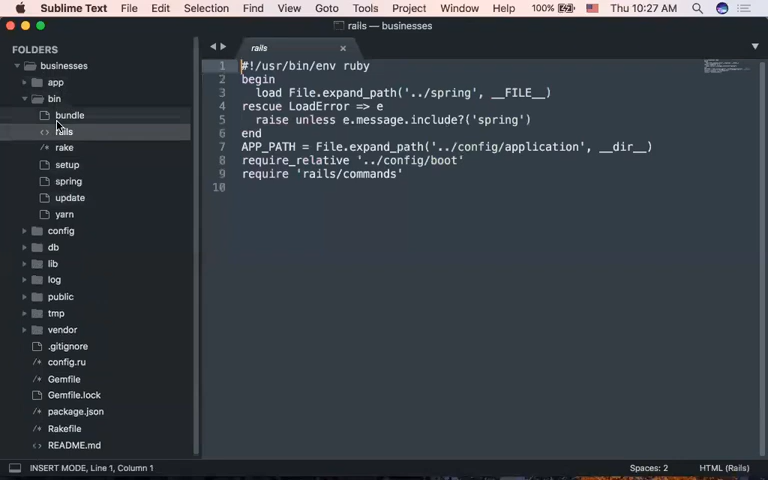 Sublime Text File Edit Selection Find View Goto Tools Project Window Help 100% Thu 10:27 AM
rails — businesses
FOLDERS
businesses
app
bin
bundle
rails
rake
setup
spring
update
yarn
config
db
lib
log
public
tmp
vendor
.gitignore
config.ru
Gemfile
Gemfile.lock
package.json
Rakefile
README.md
rails
1 #!/usr/bin/env ruby
2 begin
3 load File.expand_path('../spring', __FILE__)
4 rescue LoadError => e
5 raise unless e.message.include?('spring')
6 end
7 APP_PATH = File.expand_path('../config/application', __dir__)
8 require_relative '../config/boot'
9 require 'rails/commands'
10
INSERT MODE, Line 1, Column 1
Spaces: 2
HTML (Rails)